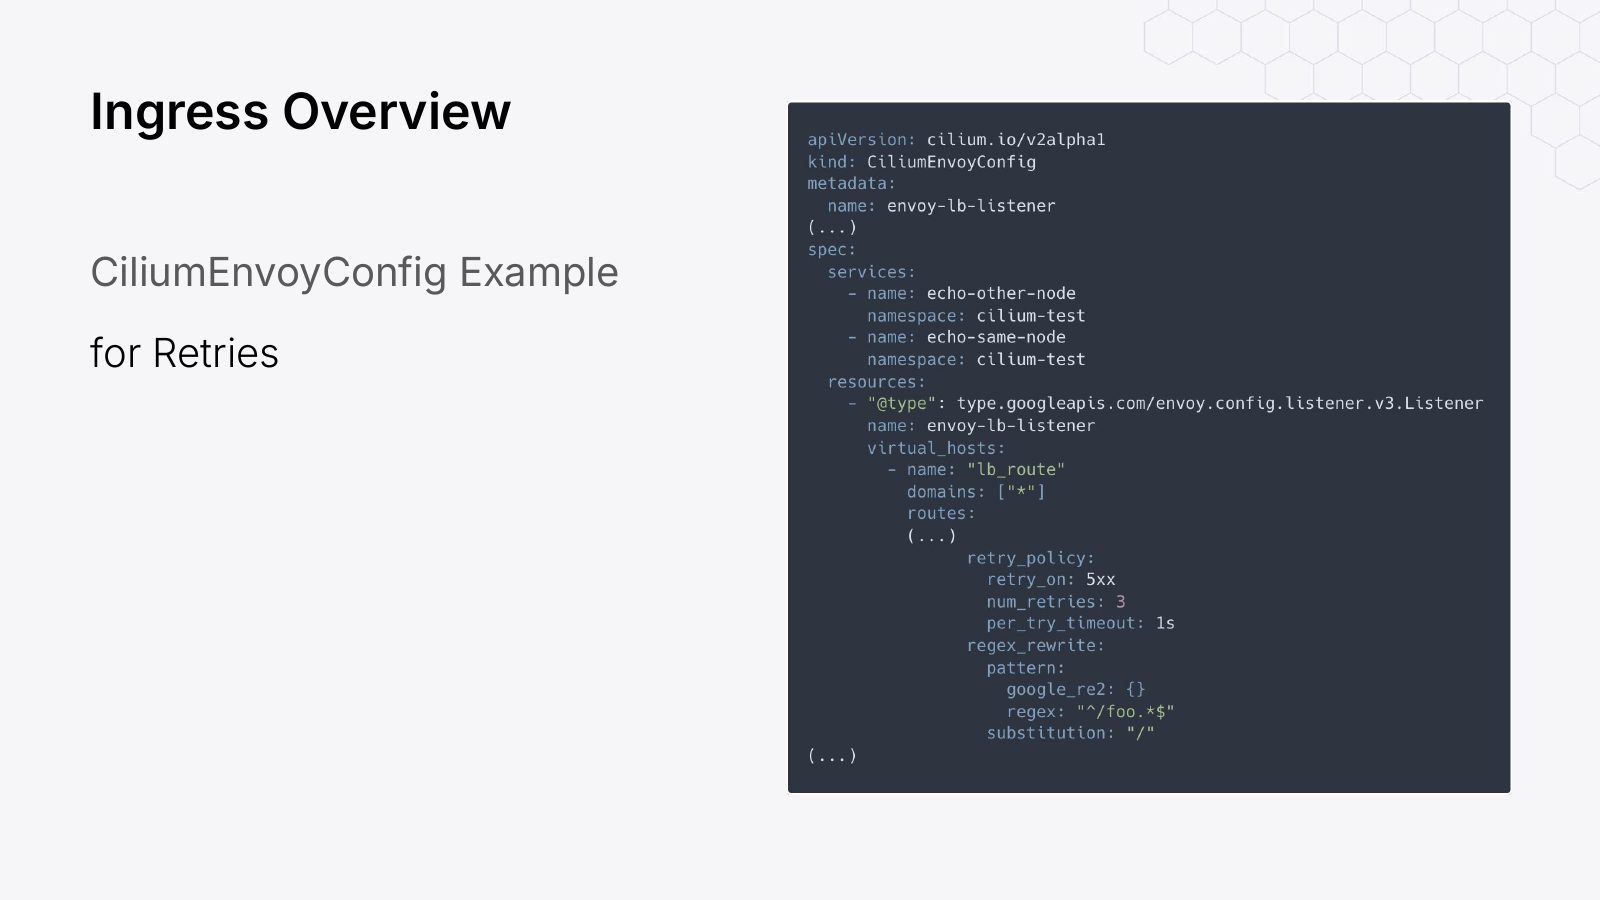 Ingress Overview
CiliumEnvoyConfig Example
for Retries
apiVersion: cilium.io/v2alpha1
kind: CiliumEnvoyConfig
metadata:
  name: envoy-lb-listener
(...)
spec:
  services:
    - name: echo-other-node
      namespace: cilium-test
    - name: echo-same-node
      namespace: cilium-test
  resources:
    - "@type": type.googleapis.com/envoy.config.listener.v3.Listener
      name: envoy-lb-listener
      virtual_hosts:
        - name: "lb_route"
          domains: ["*"]
          routes:
          (...)
                retry_policy:
                  retry_on: 5xx
                  num_retries: 3
                  per_try_timeout: 1s
                regex_rewrite:
                  pattern:
                    google_re2: {}
                    regex: "^/foo.*$"
                  substitution: "/"
(...)